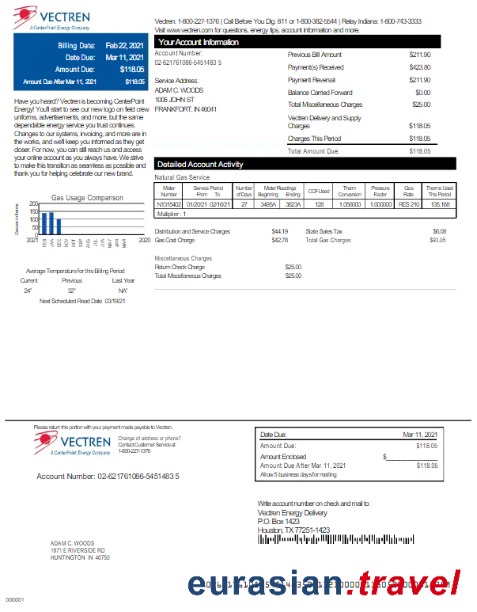 VECTREN
A CenterPoint Energy Company
Vectren: 1-800-227-1376 | Call Before You Dig: 811 or 1-800-382-5544 | Relay Indiana: 1-800-743-3333
Visit www.vectren.com for questions, energy tips, account information and more.
Billing Date: Feb 22, 2021
Date Due: Mar 11, 2021
Amount Due: $118.05
Amount Due After Mar 11, 2021 $118.05
Your Account Information
Account Number:
02-621761086-5451483 5
Service Address:
ADAM C. WOODS
1008 JOHN ST
FRANKFORT, IN 46041
Previous Bill Amount $211.90
Payment(s) Received $423.80
Payment Reversal $211.90
Balance Carried Forward $0.00
Total Miscellaneous Charges $25.00
Vectren Delivery and Supply
Charges $118.05
Charges This Period $118.05
Total Amount Due $118.05
Have you heard? Vectren is becoming CenterPoint
Energy! You'll start to see our new logo on field crew
uniforms, advertisements, and more, but the same
dependable energy service you trust continues.
Changes to our systems, invoicing, and more are in
the works, and we'll keep you informed as they get
closer. For now, you can still reach us and access
your online account as you always have. We strive
to make this transition as seamless as possible and
thank you for helping celebrate our new brand.
Detailed Account Activity
Natural Gas Service
Meter Number
Service Period From To
Number of Days
Meter Readings Beginning Ending
CCF Used
Therm Conversion
Pressure Factor
Gas Rate
Therms Used This Period
N1315402 01/20/21 02/16/21 27 3495A 3623A 128 1.056000 1.000000 RES 210 135.168
Multiplier: 1
Distribution and Service Charges $44.19
Gas Cost Charge $42.78
State Sales Tax $6.08
Total Gas Charges $93.05
Miscellaneous Charges
Return Check Charge $25.00
Total Miscellaneous Charges $25.00
Gas Usage Comparison
Gas use in therms
200
150
100
50
0
2021 FEB JAN DEC NOV OCT SEP AUG JUL JUN MAY APR MAR 2020
Average Temperature for this Billing Period
Current Previous Last Year
24° 32° N/A°
Next Scheduled Read Date 03/19/21
Please return this portion with your payment made payable to Vectren.
VECTREN
A CenterPoint Energy Company
Change of address or phone?
Contact Customer Service at
1-800-227-1376
Account Number: 02-621761086-5451483 5
Date Due: Mar 11, 2021
Amount Due: $118.05
Amount Enclosed $
Amount Due After Mar 11, 2021 $118.05
Allow 5 business days for mailing
Write account number on check and mail to:
Vectren Energy Delivery
P.O. Box 1423
Houston, TX 77251-1423
ADAM C. WOODS
1971 E RIVERSIDE RD
HUNTINGTON IN 46750
eurasian.travel
000001